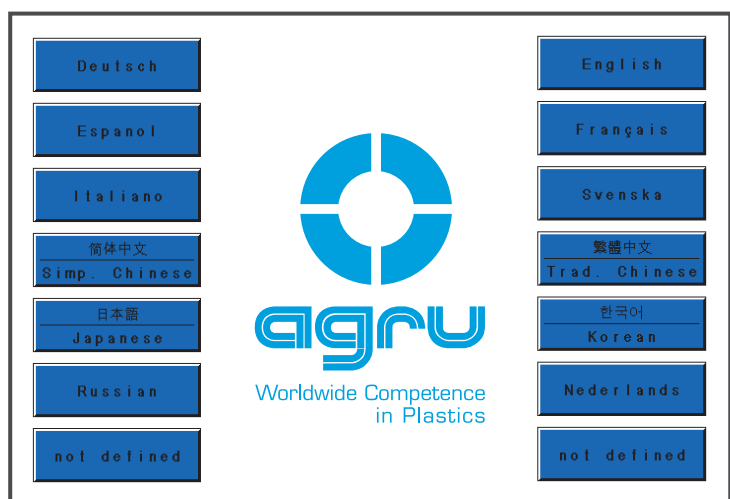 Deutsch
English
Espanol
Français
Italiano
Svenska
简体中文
Simp. Chinese
繁體中文
Trad. Chinese
日本語
Japanese
한국어
Korean
agru
Russian
Nederlands
Worldwide Competence
in Plastics
not defined
not defined